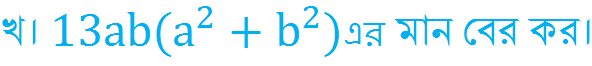 খ। 13ab(a² + b²)এর মান বের কর।